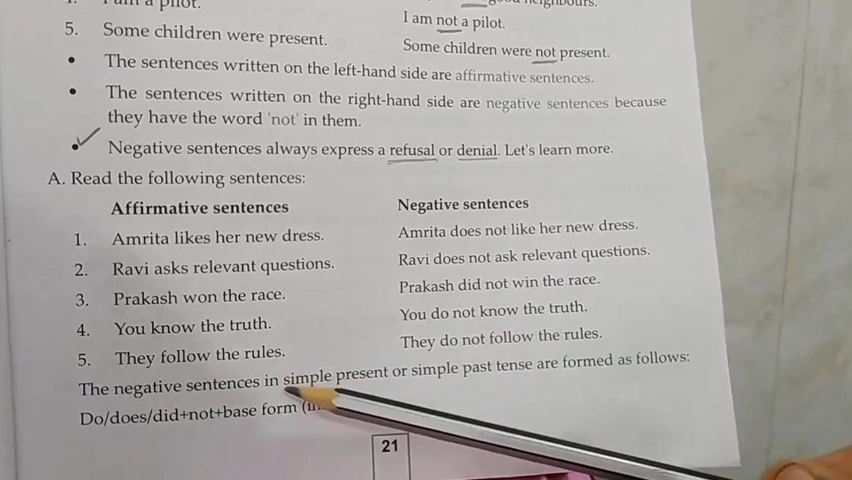 I am a pilot.
I am not a pilot.
5. Some children were present.
Some children were not present.
• The sentences written on the left-hand side are affirmative sentences.
• The sentences written on the right-hand side are negative sentences because
they have the word 'not' in them.
• Negative sentences always express a refusal or denial. Let's learn more.
A. Read the following sentences:
Affirmative sentences Negative sentences
1. Amrita likes her new dress. Amrita does not like her new dress.
2. Ravi asks relevant questions. Ravi does not ask relevant questions.
3. Prakash won the race. Prakash did not win the race.
4. You know the truth. You do not know the truth.
5. They follow the rules. They do not follow the rules.
The negative sentences in simple present or simple past tense are formed as follows:
Do/does/did+not+base form
21